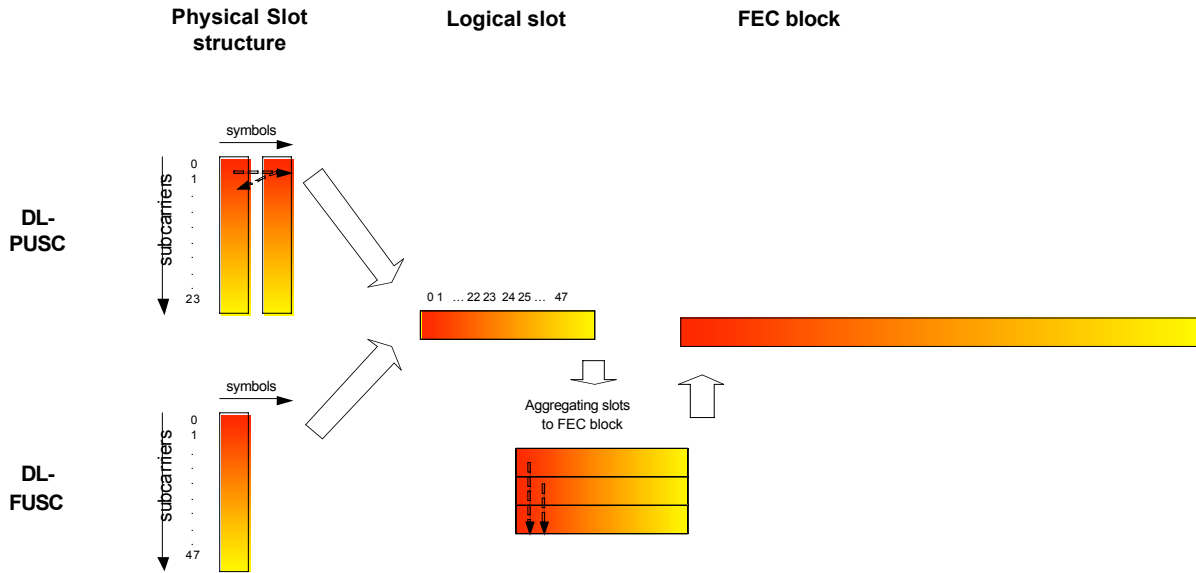 Physical Slot
structure
Logical slot
FEC block
DL-
PUSC
symbols
subcarriers
0
1
.
.
.
.
.
.
.
.
23
0 1 ... 22 23 24 25 ... 47
Aggregating slots
to FEC block
DL-
FUSC
symbols
subcarriers
0
1
.
.
.
.
.
.
.
.
47